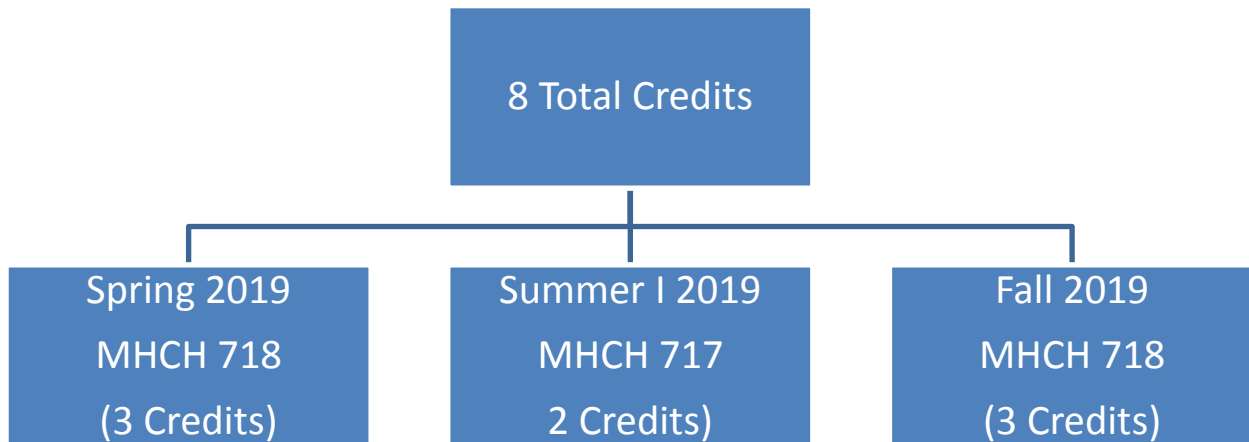 8 Total Credits
Spring 2019
MHCH 718
(3 Credits)
Summer I 2019
MHCH 717
2 Credits)
Fall 2019
MHCH 718
(3 Credits)